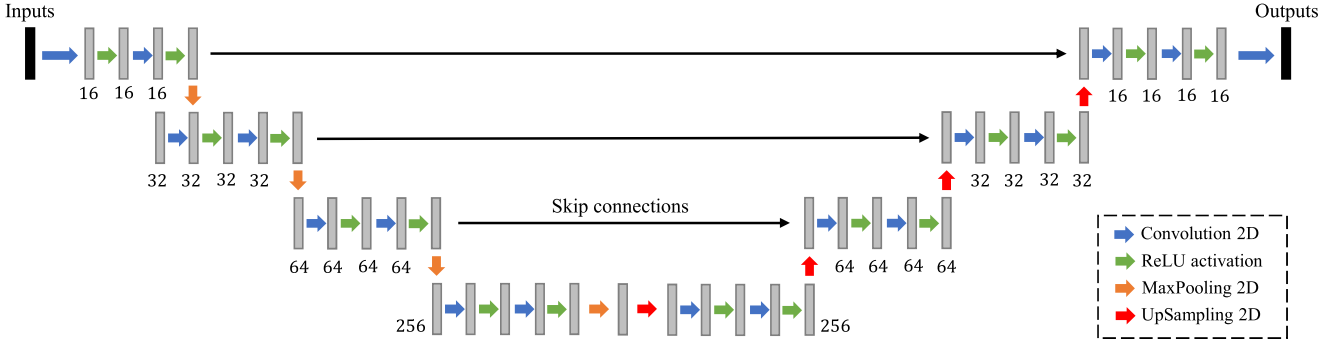 Inputs
Outputs
16 16 16
16 16 16 16
32 32 32 32
32 32 32 32
Skip connections
64 64 64 64
64 64 64 64
256
256
Convolution 2D
ReLU activation
MaxPooling 2D
UpSampling 2D